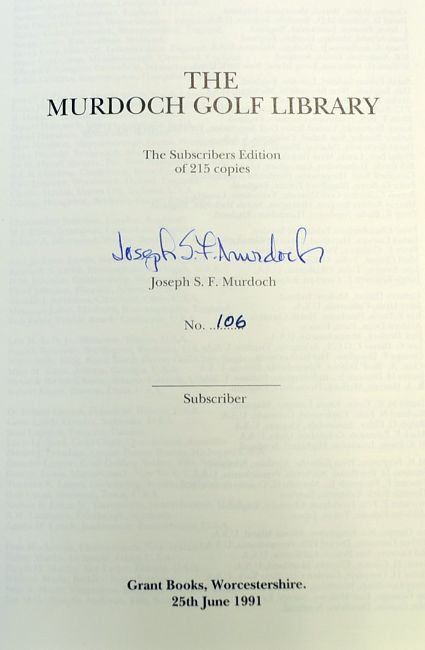 THE
MURDOCH GOLF LIBRARY
The Subscribers Edition
of 215 copies
Joseph S. F. Murdoch
Joseph S. F. Murdoch
No. ..106....
Subscriber
Grant Books, Worcestershire.
25th June 1991